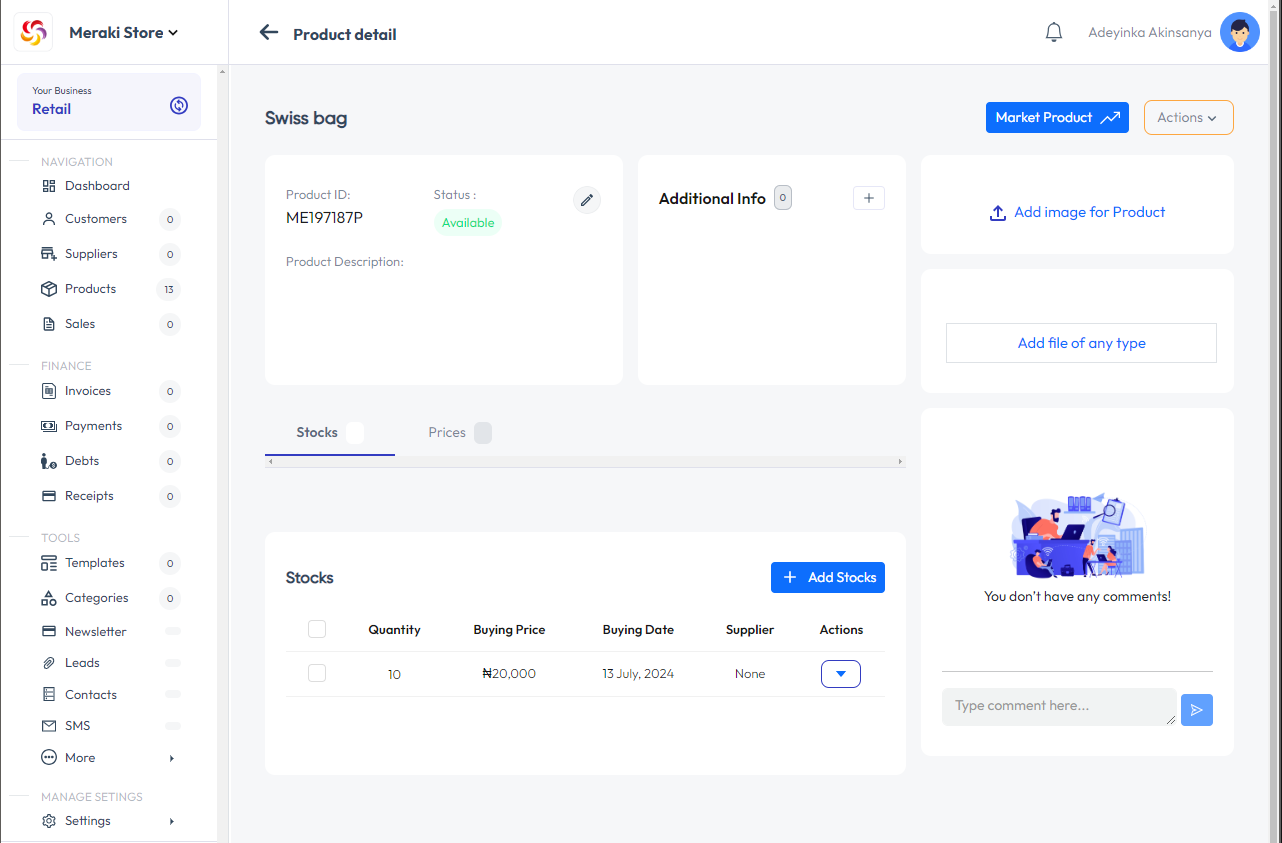 Meraki Store
Product detail
Adeyinka Akinsanya
Your Business
Retail
NAVIGATION
Dashboard
Customers 0
Suppliers 0
Products 13
Sales 0
FINANCE
Invoices 0
Payments 0
Debts 0
Receipts 0
TOOLS
Templates 0
Categories 0
Newsletter
Leads
Contacts
SMS
More
MANAGE SETINGS
Settings
Swiss bag
Market Product
Actions
Product ID:
ME197187P
Status :
Available
Product Description:
Additional Info 0
Add image for Product
Add file of any type
Stocks
Prices
Stocks
+ Add Stocks
Quantity Buying Price Buying Date Supplier Actions
10 ₦20,000 13 July, 2024 None
You don't have any comments!
Type comment here...